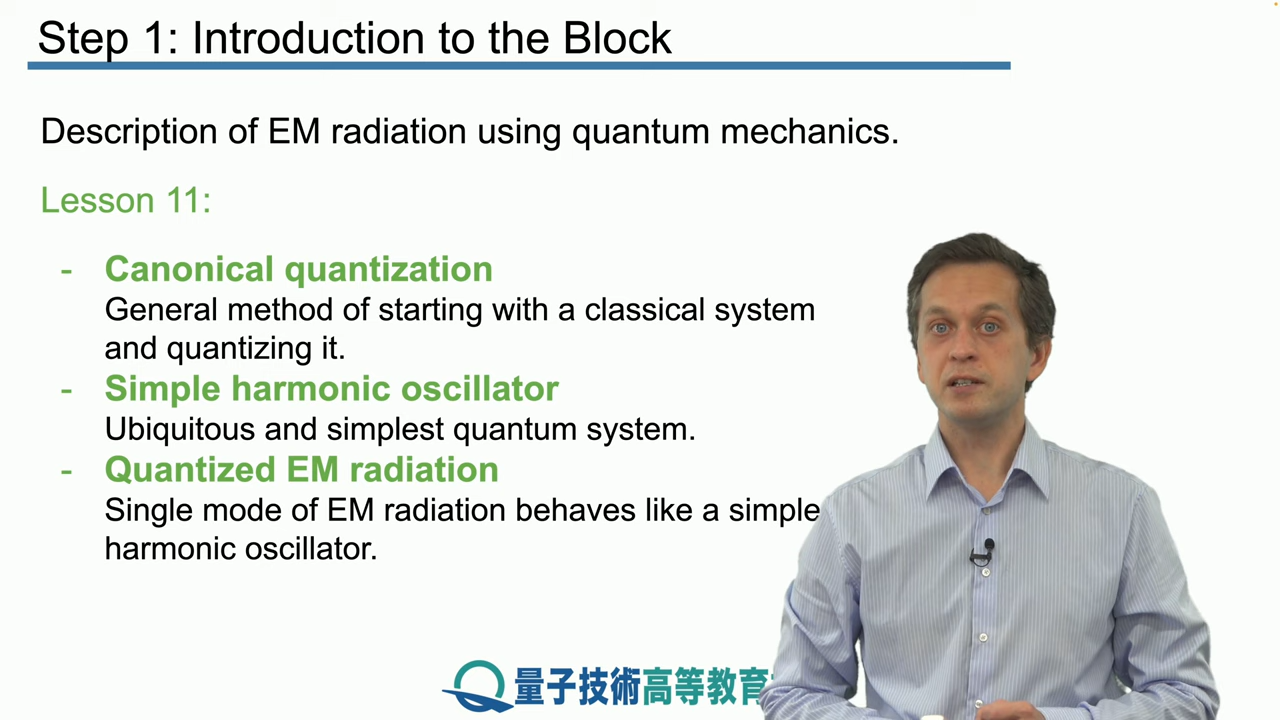 Step 1: Introduction to the Block
Description of EM radiation using quantum mechanics.
Lesson 11:
- Canonical quantization
General method of starting with a classical system
and quantizing it.
- Simple harmonic oscillator
Ubiquitous and simplest quantum system.
- Quantized EM radiation
Single mode of EM radiation behaves like a simple
harmonic oscillator.
量子技術高等教育